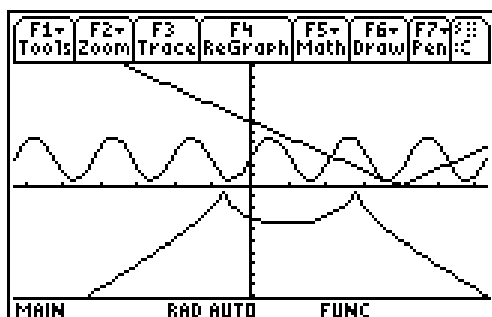 F1▾ F2▾ F3 F4 F5▾ F6▾ F7▾
Tools Zoom Trace ReGraph Math Draw Pen :C
MAIN RAD AUTO FUNC